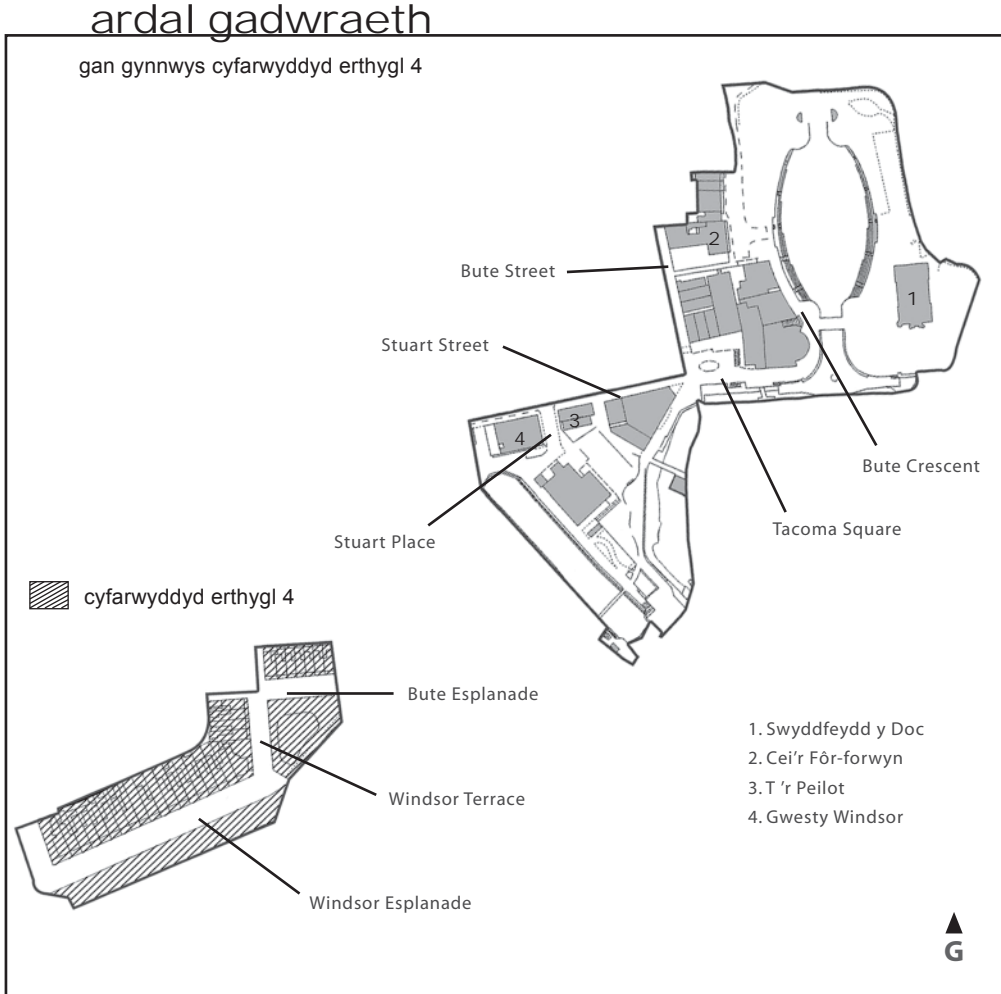 ardal gadwraeth
gan gynnwys cyfarwyddyd erthygl 4
2
Bute Street
1
Stuart Street
3
4
Bute Crescent
Tacoma Square
Stuart Place
cyfarwyddyd erthygl 4
Bute Esplanade
1. Swyddfeydd y Doc
2. Cei'r Fôr-forwyn
3. T 'r Peilot
4. Gwesty Windsor
Windsor Terrace
Windsor Esplanade
G